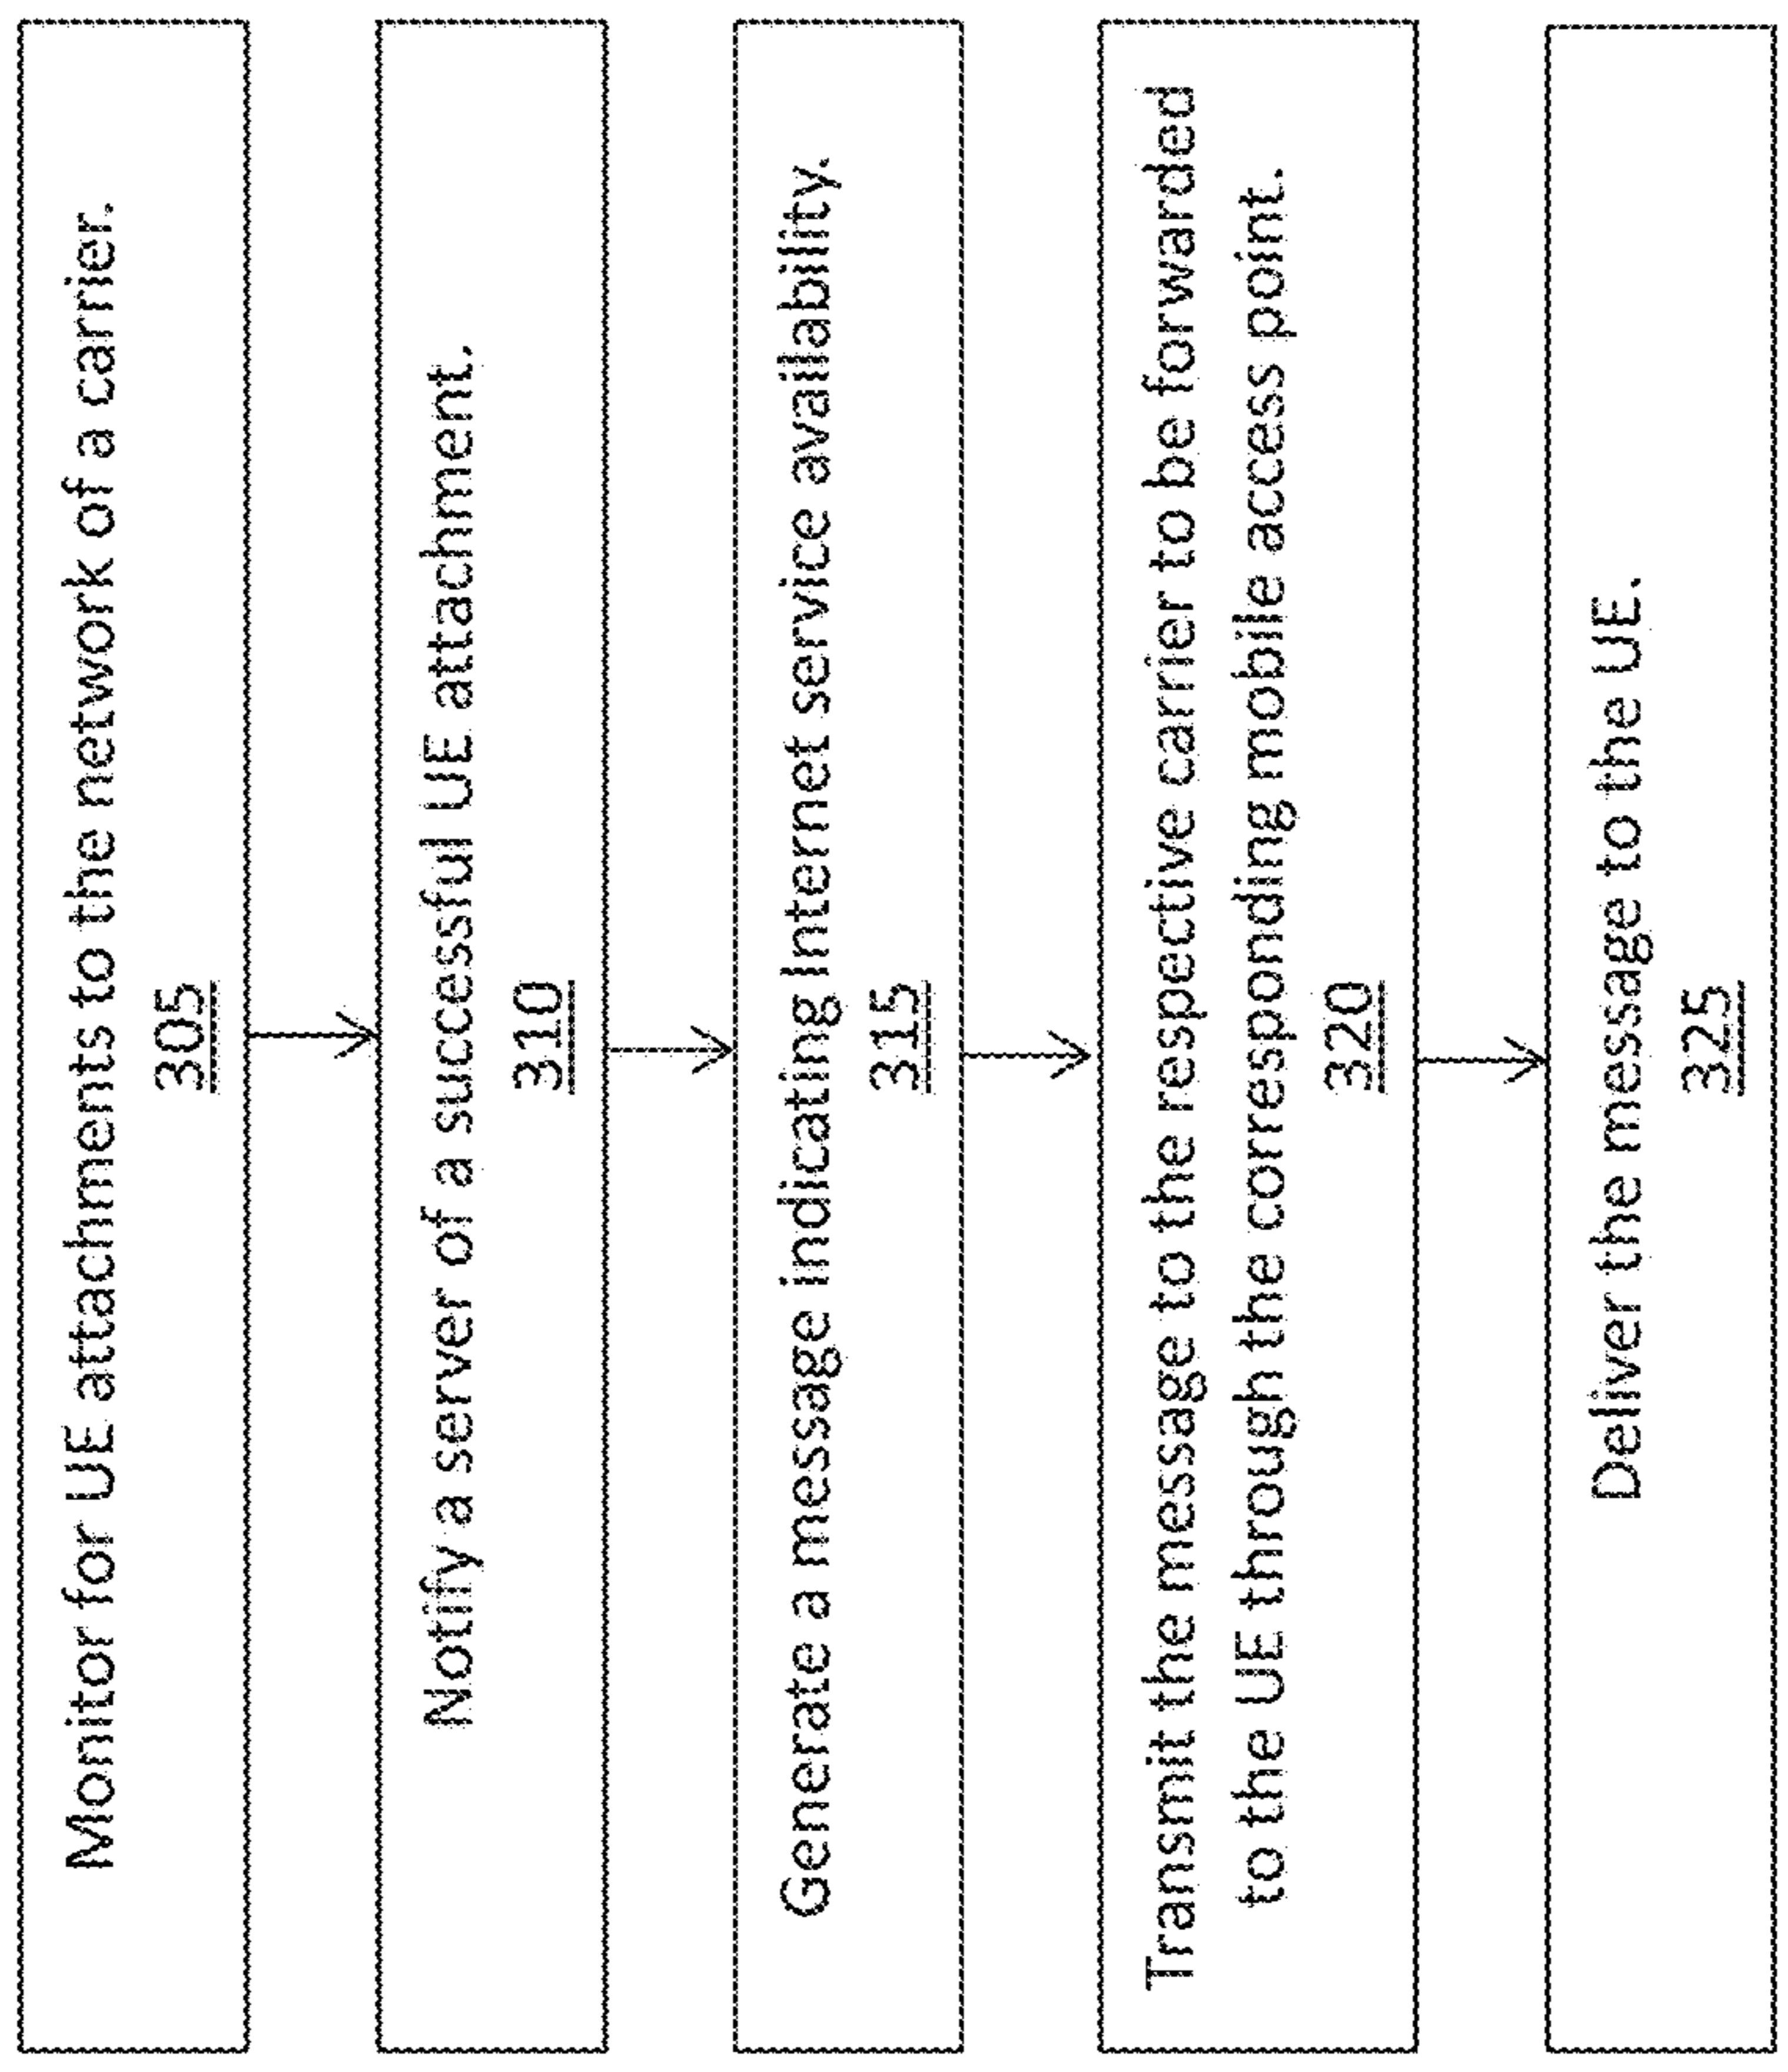 Monitor for UE attachments to the network of a carrier.
305
Notify a server of a successful UE attachment.
310
Generate a message indicating Internet service availability.
315
Transmit the message to the respective carrier to be forwarded
to the UE through the corresponding mobile access point.
320
Deliver the message to the UE.
325